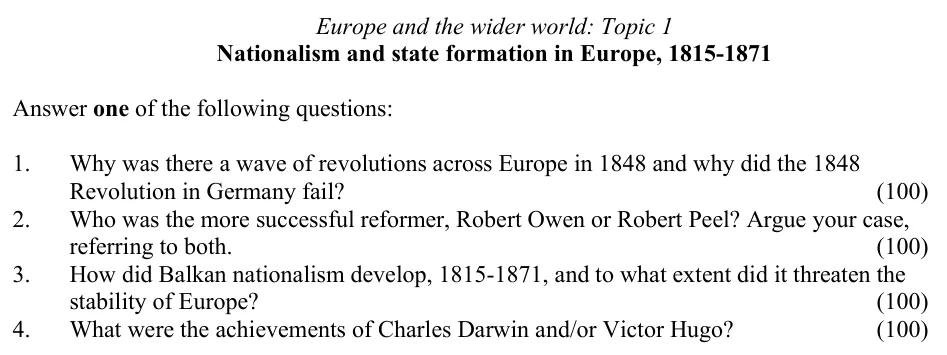 Europe and the wider world: Topic 1
Nationalism and state formation in Europe, 1815-1871
Answer one of the following questions:
1. Why was there a wave of revolutions across Europe in 1848 and why did the 1848
Revolution in Germany fail? (100)
2. Who was the more successful reformer, Robert Owen or Robert Peel? Argue your case,
referring to both. (100)
3. How did Balkan nationalism develop, 1815-1871, and to what extent did it threaten the
stability of Europe? (100)
4. What were the achievements of Charles Darwin and/or Victor Hugo? (100)